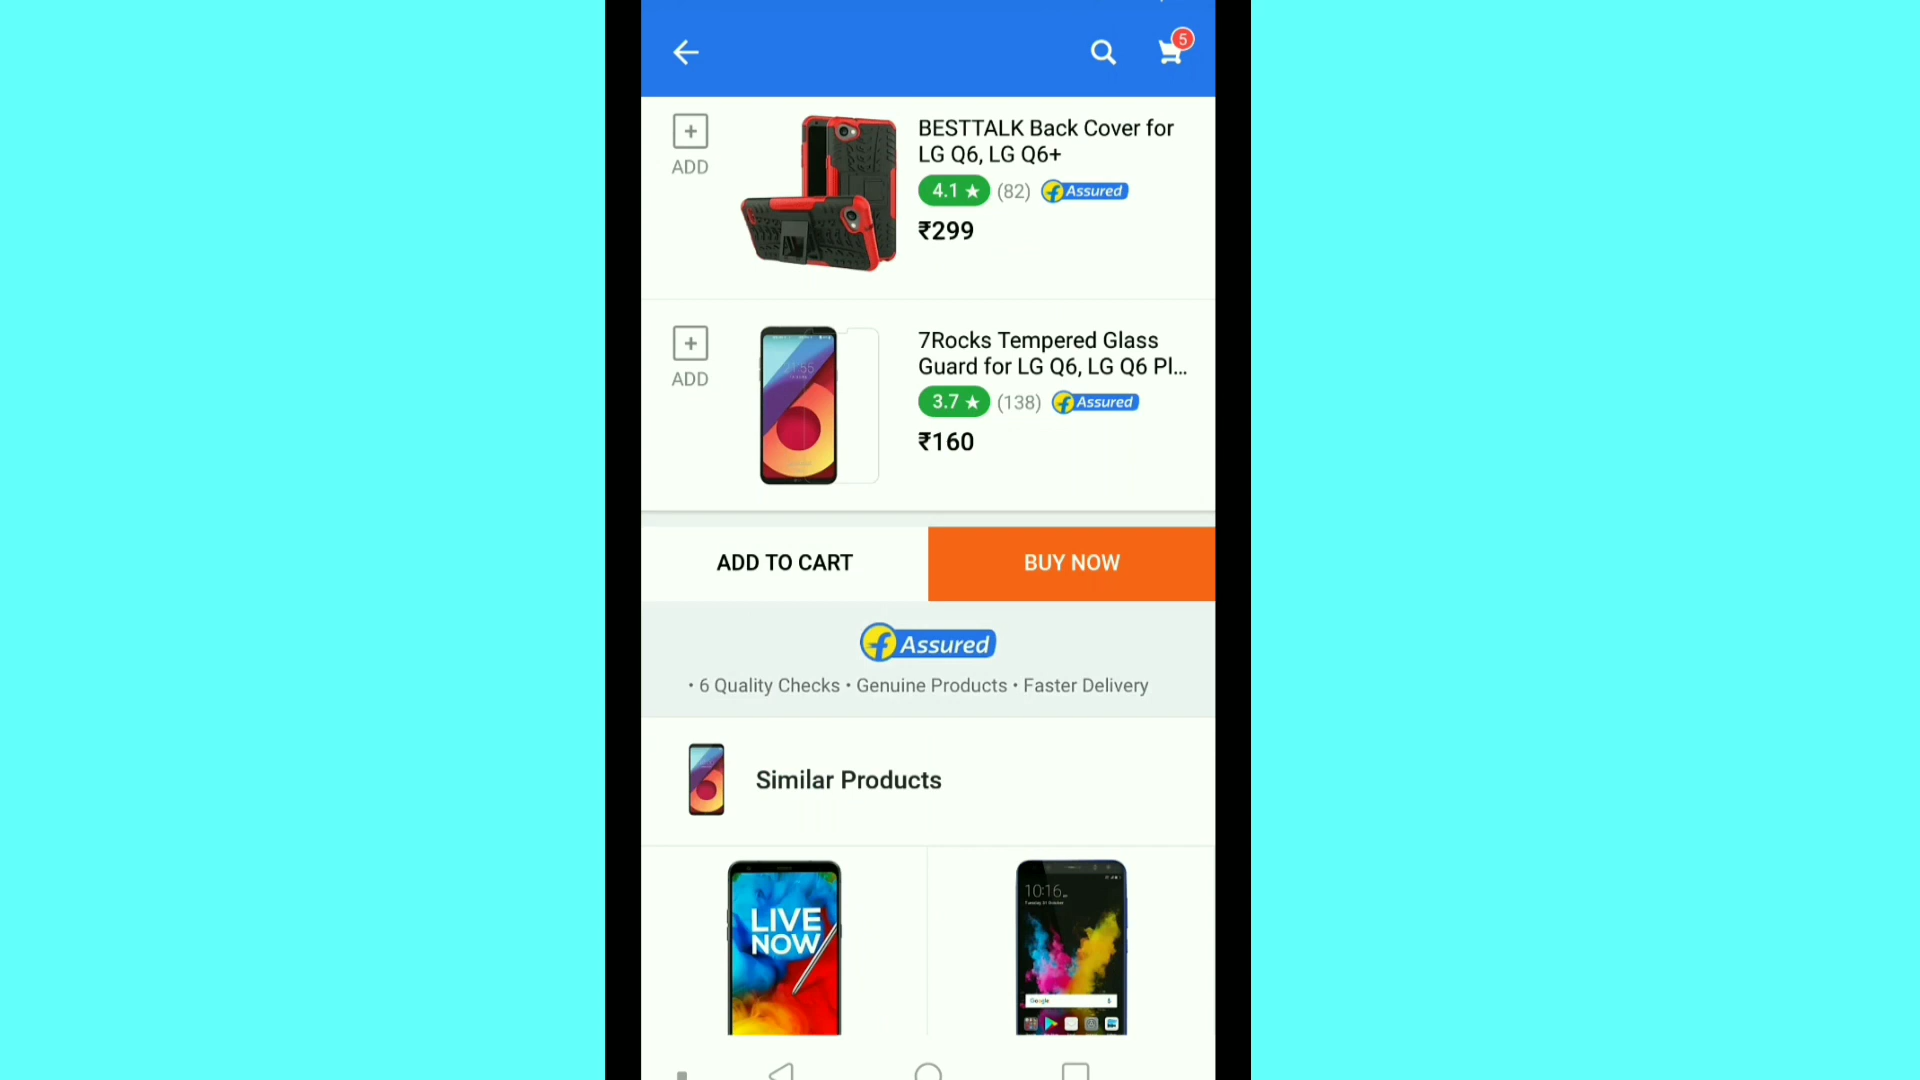 5
ADD
BESTTALK Back Cover for
LG Q6, LG Q6+
4.1 ★ (82) f Assured
₹299
ADD
7Rocks Tempered Glass
Guard for LG Q6, LG Q6 Pl...
3.7 ★ (138) f Assured
₹160
ADD TO CART
BUY NOW
f Assured
• 6 Quality Checks • Genuine Products • Faster Delivery
Similar Products
LIVE
NOW
10:16
Google